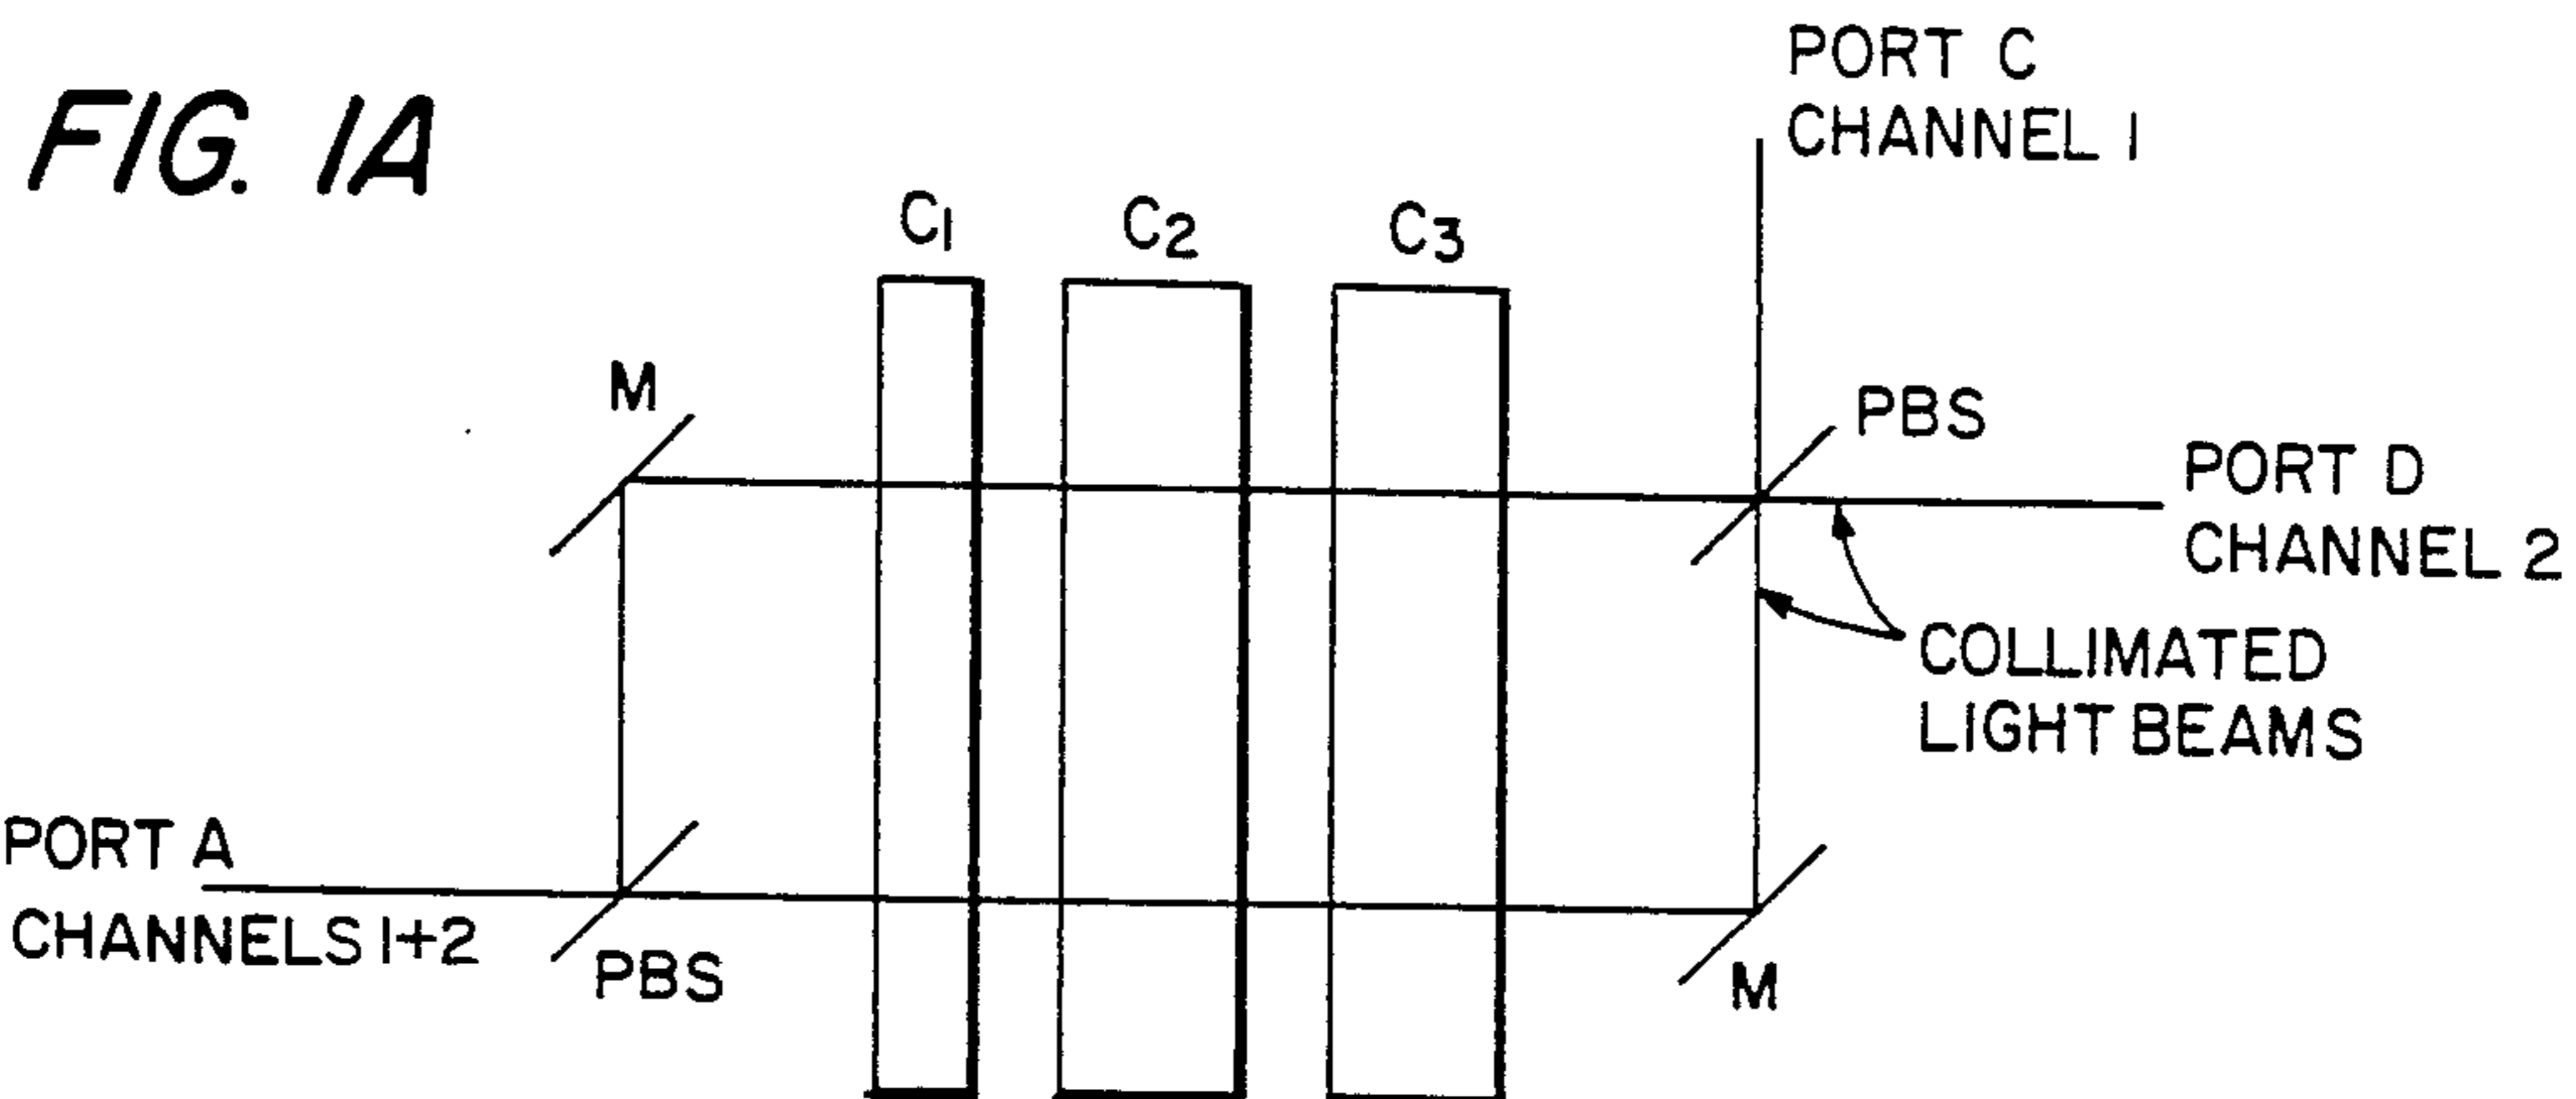 FIG. 1A
PORT C
CHANNEL 1
C1
C2
C3
M
PBS
PORT D
CHANNEL 2
COLLIMATED
LIGHT BEAMS
PORT A
CHANNELS 1+2
PBS
M